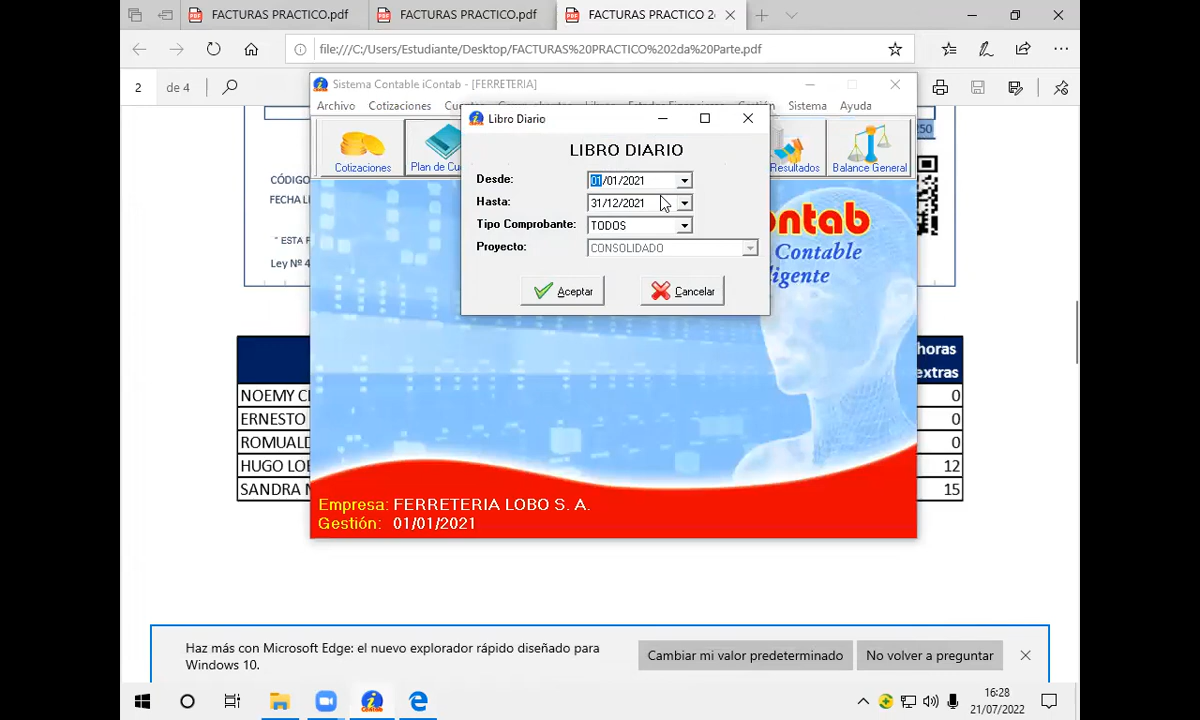 FACTURAS PRACTICO.pdf
FACTURAS PRACTICO.pdf
FACTURAS PRACTICO 2
file:///C:/Users/Estudiante/Desktop/FACTURAS%20PRACTICO%202da%20Parte.pdf
2 de 4
Sistema Contable iContab - [FERRETERIA]
Archivo Cotizaciones Sistema Ayuda
Cotizaciones
Plan de Cu
Resultados
Balance General
Libro Diario
LIBRO DIARIO
Desde: 01/01/2021
Hasta: 31/12/2021
Tipo Comprobante: TODOS
Proyecto: CONSOLIDADO
Aceptar Cancelar
ontab
Contable
ligente
250
CÓDIGO
FECHA L
" ESTA F
Ley Nº 4
horas
extras
NOEMY C 0
ERNESTO 0
ROMUALD 0
HUGO LOB 12
SANDRA M 15
Empresa: FERRETERIA LOBO S. A.
Gestión: 01/01/2021
Haz más con Microsoft Edge: el nuevo explorador rápido diseñado para
Windows 10.
Cambiar mi valor predeterminado
No volver a preguntar
16:28
21/07/2022